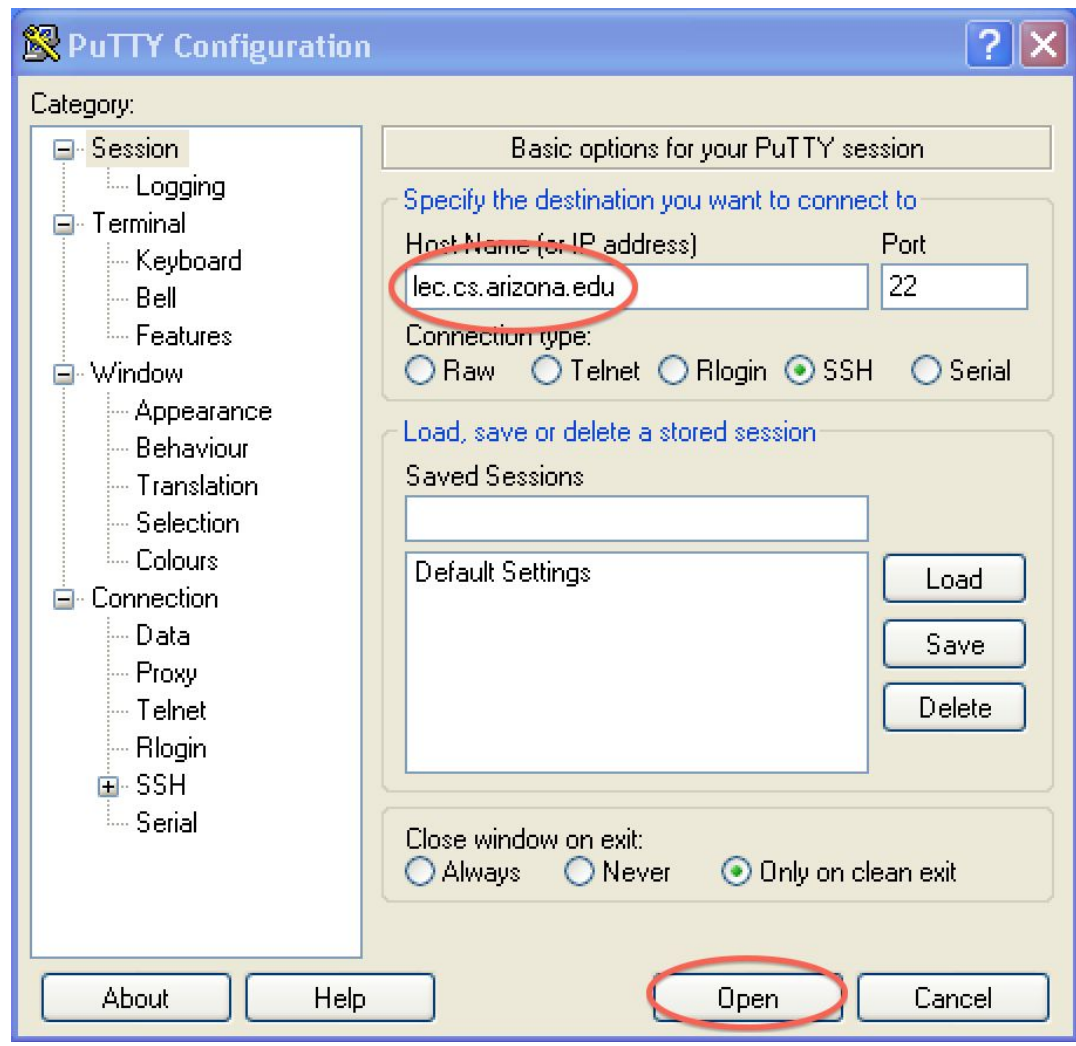 PuTTY Configuration
Category:
Session
Logging
Terminal
Keyboard
Bell
Features
Window
Appearance
Behaviour
Translation
Selection
Colours
Connection
Data
Proxy
Telnet
Rlogin
SSH
Serial
Basic options for your PuTTY session
Specify the destination you want to connect to
Host Name (or IP address) Port
lec.cs.arizona.edu 22
Connection type:
Raw Telnet Rlogin SSH Serial
Load, save or delete a stored session
Saved Sessions
Default Settings
Load
Save
Delete
Close window on exit:
Always Never Only on clean exit
About Help Open Cancel